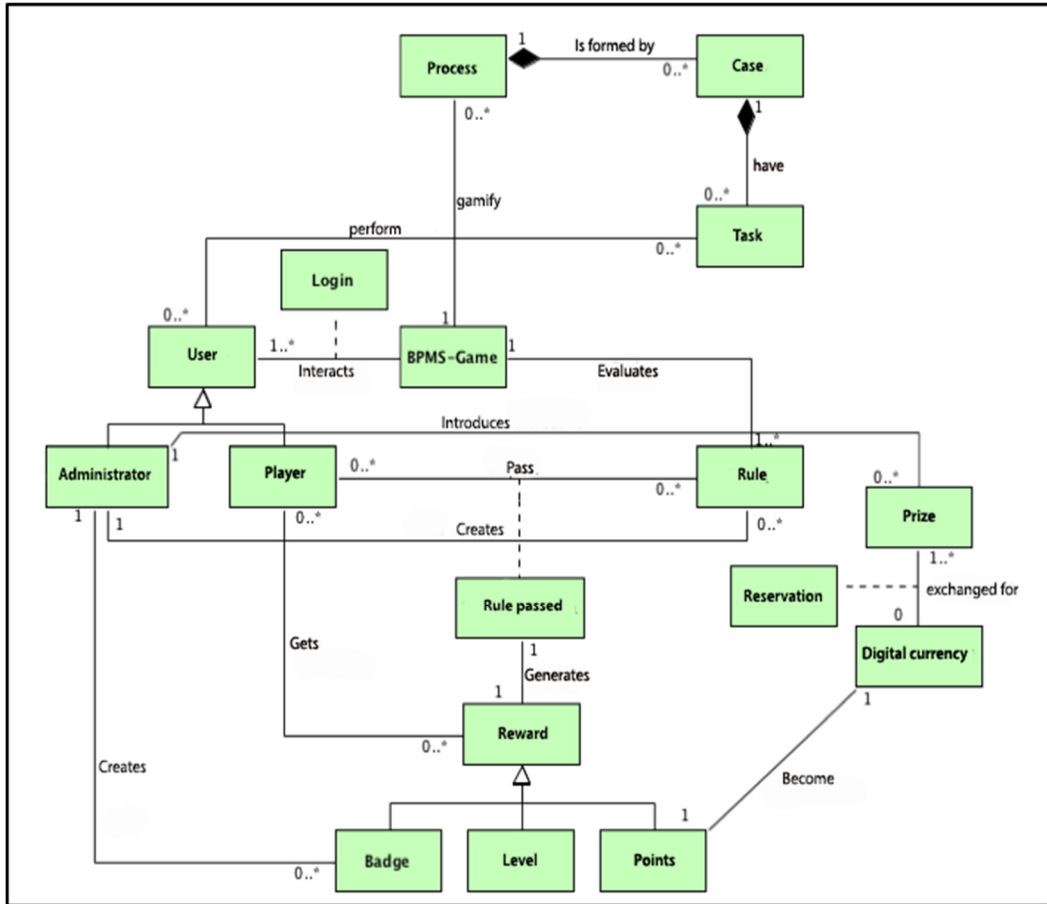 1
Is formed by
Process
Case
0..*
0..*
1
have
gamify
0..*
perform
Task
0..*
Login
0..*
1
User
1..*
BPMS-Game
1
Interacts
Evaluates
Introduces
1..*
1
Administrator
Player
0..*
Pass
0..*
Rule
0..*
Prize
1
1
0..*
0..*
Creates
1..*
Rule passed
Reservation
exchanged for
0
Gets
1
Generates
Digital currency
1
1
Reward
0..*
Creates
Become
1
Badge
Level
Points
0..*